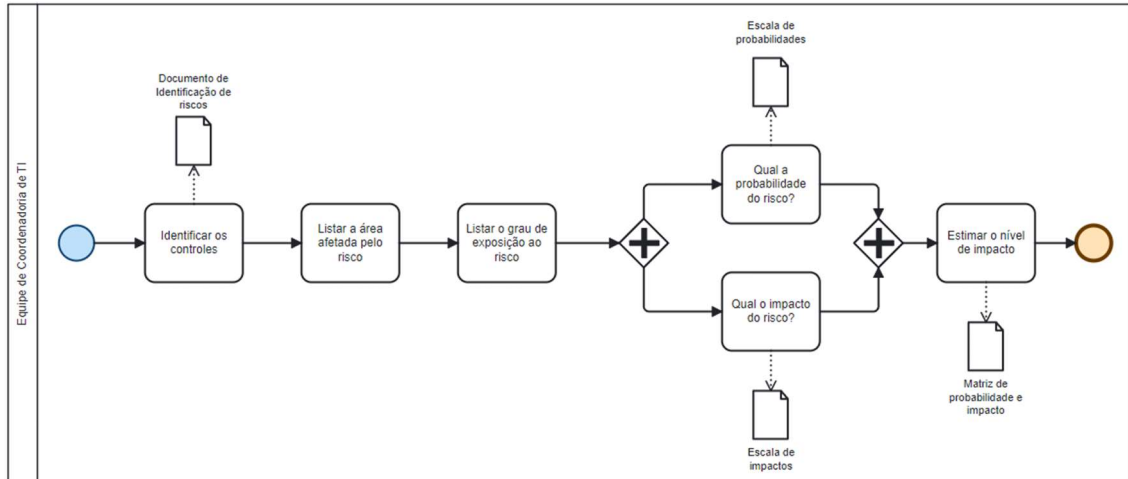 Equipe de Coordenadoria de TI
Documento de
Identificação de
riscos
Identificar os
controles
Listar a área
afetada pelo
risco
Listar o grau de
exposição ao
risco
Escala de
probabilidades
Qual a
probabilidade
do risco?
Qual o impacto
do risco?
Escala de
impactos
Estimar o nível
de impacto
Matriz de
probabilidade e
impacto